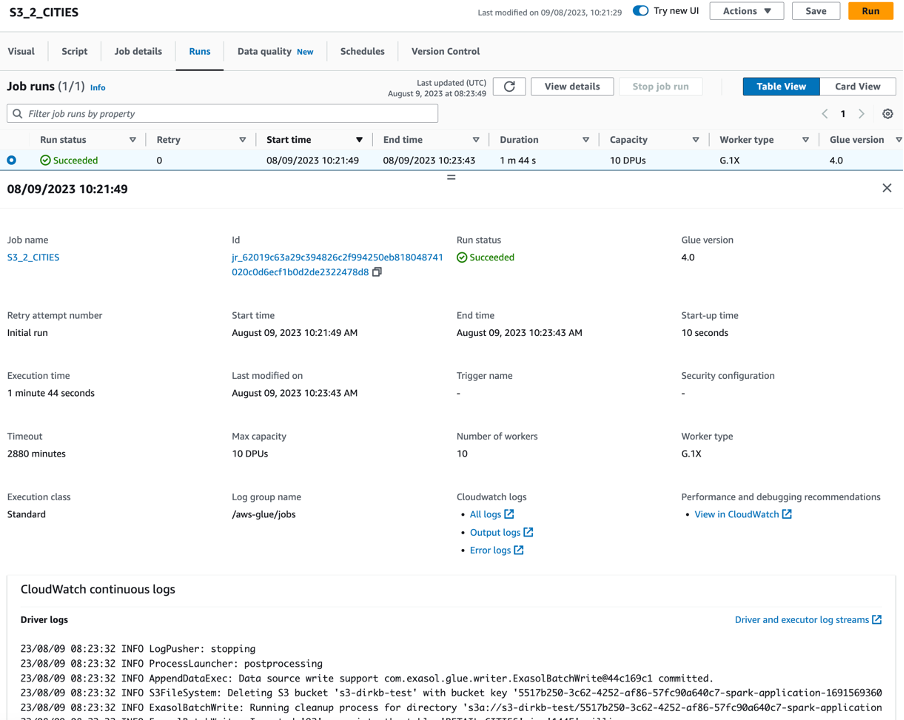 S3_2_CITIES
Last modified on 09/08/2023, 10:21:29 Try new UI Actions Save Run
Visual Script Job details Runs Data quality New Schedules Version Control
Job runs (1/1) Info
Last updated (UTC)
August 9, 2023 at 08:23:49
View details Stop job run Table View Card View
Filter job runs by property
1
Run status Retry Start time End time Duration Capacity Worker type Glue version
Succeeded 0 08/09/2023 10:21:49 08/09/2023 10:23:43 1 m 44 s 10 DPUs G.1X 4.0
08/09/2023 10:21:49
Job name Id Run status Glue version
S3_2_CITIES jr_62019c63a29c394826c2f994250eb818048741 Succeeded 4.0
020c0d6ecf1b0d2de2322478d8
Retry attempt number Start time End time Start-up time
Initial run August 09, 2023 10:21:49 AM August 09, 2023 10:23:43 AM 10 seconds
Execution time Last modified on Trigger name Security configuration
1 minute 44 seconds August 09, 2023 10:23:43 AM - -
Timeout Max capacity Number of workers Worker type
2880 minutes 10 DPUs 10 G.1X
Execution class Log group name Cloudwatch logs Performance and debugging recommendations
Standard /aws-glue/jobs • All logs • View in CloudWatch
• Output logs
• Error logs
CloudWatch continuous logs
Driver logs Driver and executor log streams
23/08/09 08:23:32 INFO LogPusher: stopping
23/08/09 08:23:32 INFO ProcessLauncher: postprocessing
23/08/09 08:23:32 INFO AppendDataExec: Data source write support com.exasol.glue.writer.ExasolBatchWrite@44c169c1 committed.
23/08/09 08:23:32 INFO S3FileSystem: Deleting S3 bucket 's3-dirkb-test' with bucket key '5517b250-3c62-4252-af86-57fc90a640c7-spark-application-1691569360
23/08/09 08:23:32 INFO ExasolBatchWrite: Running cleanup process for directory 's3a://s3-dirkb-test/5517b250-3c62-4252-af86-57fc90a640c7-spark-application